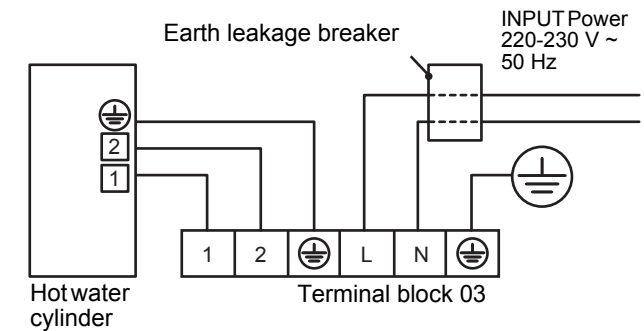 INPUT Power
220-230 V ~
50 Hz
Earth leakage breaker
2
1
1 2 L N
Hot water
cylinder
Terminal block 03